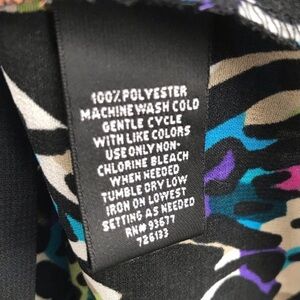 100% POLYESTER
MACHINE WASH COLD
GENTLE CYCLE
WITH LIKE COLORS
USE ONLY NON-
CHLORINE BLEACH
WHEN NEEDED
TUMBLE DRY LOW
IRON ON LOWEST
SETTING AS NEEDED
RN# 93677
726133